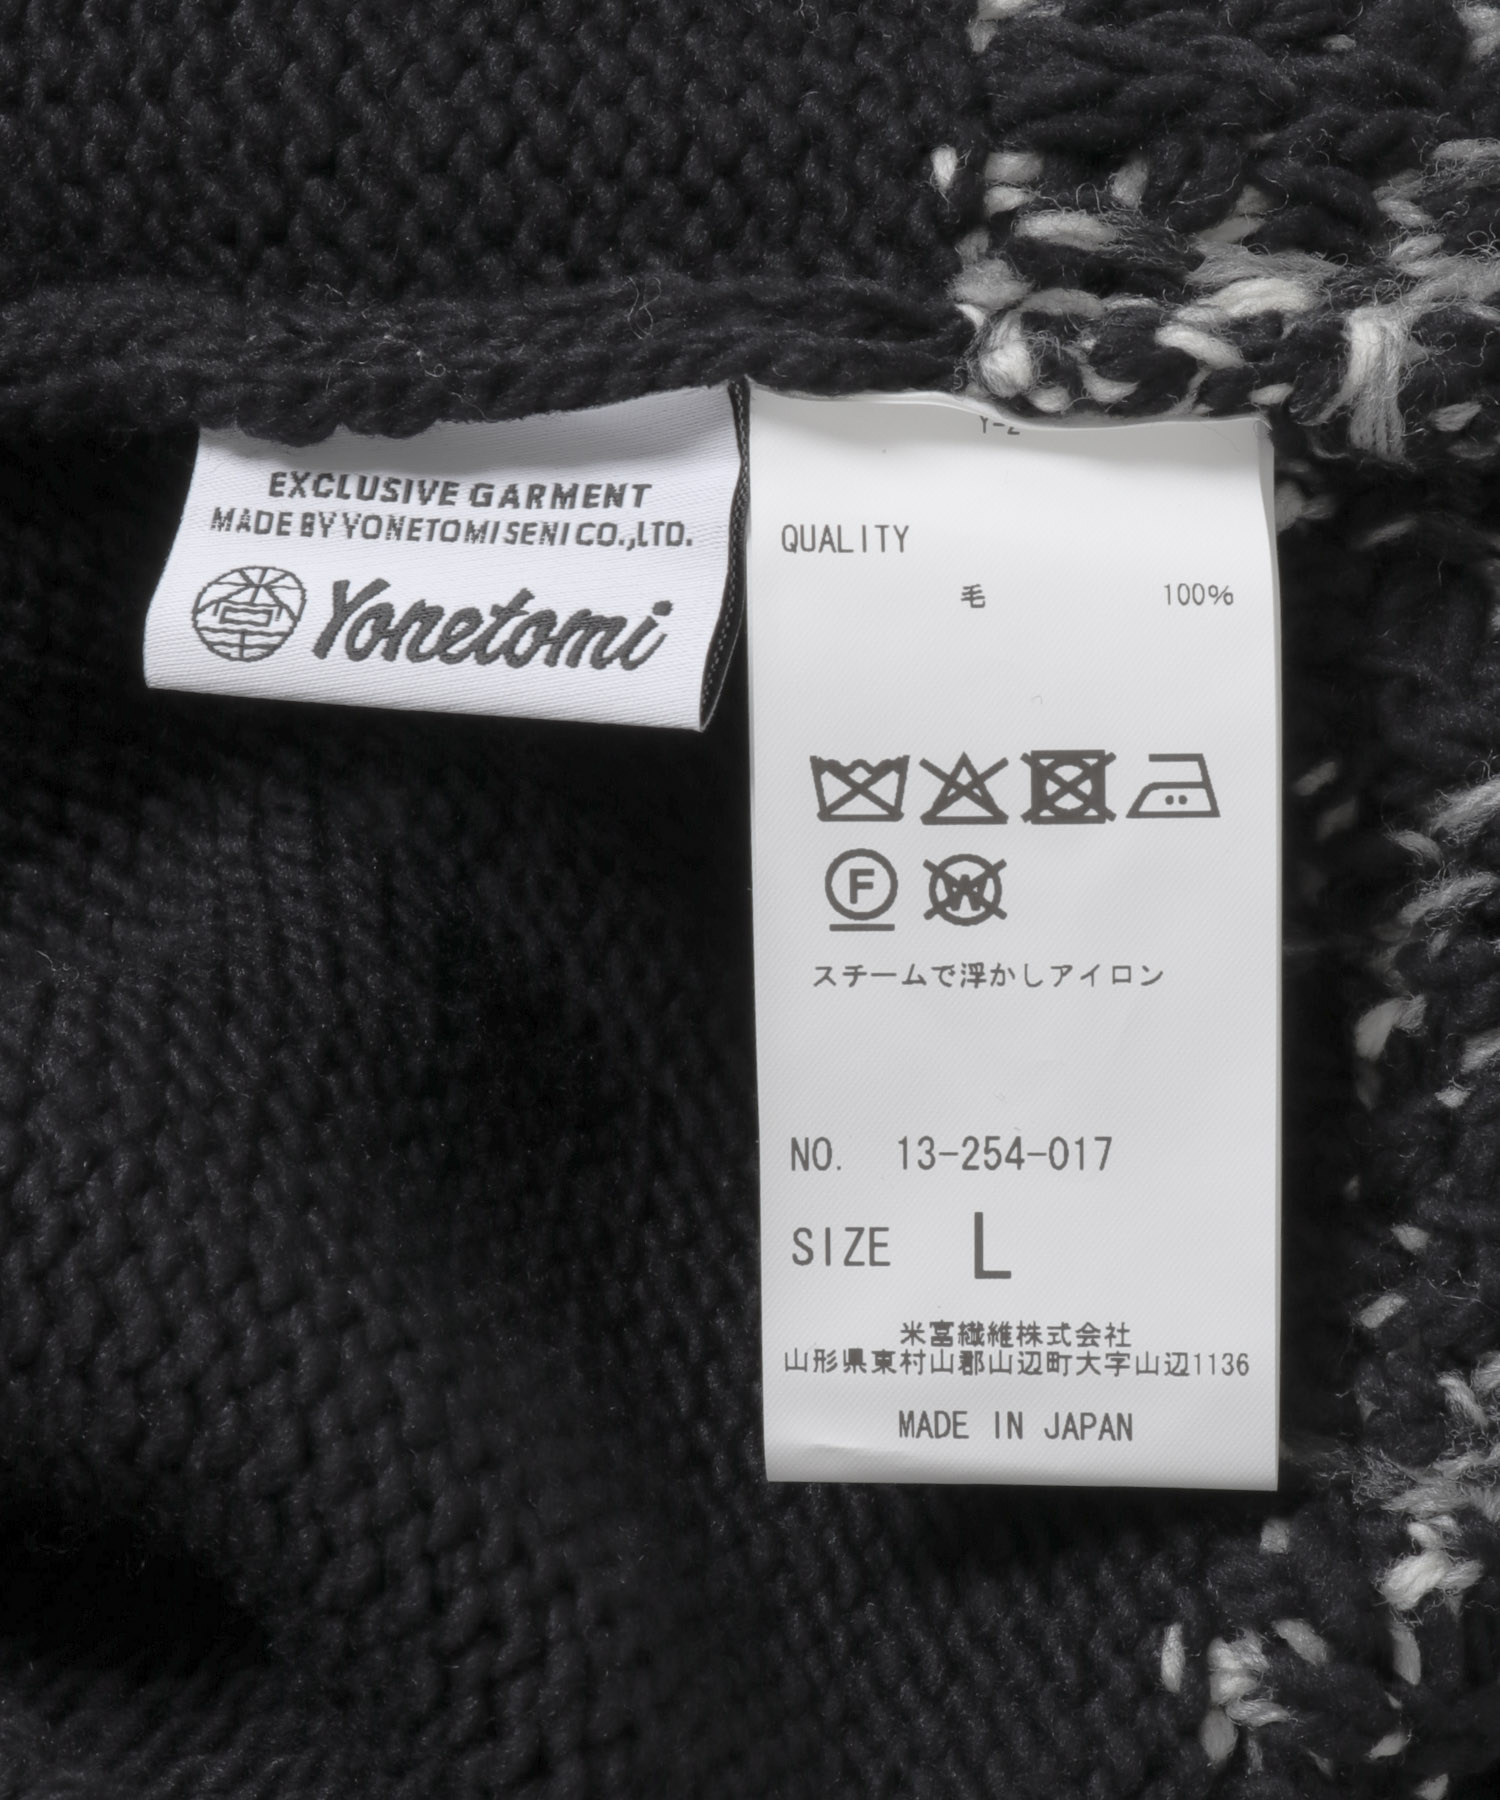 EXCLUSIVE GARMENT
MADE BY YONETOMI SENI CO.,LTD.
Yonetomi
Y-2
QUALITY
毛 100%
F
W
スチームで浮かしアイロン
NO. 13-254-017
SIZE L
米富繊維株式会社
山形県東村山郡山辺町大字山辺1136
MADE IN JAPAN